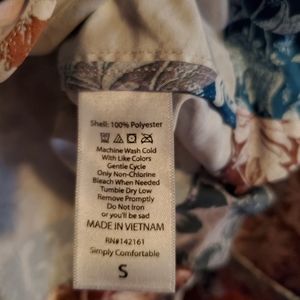 Shell: 100% Polyester
Machine Wash Cold
With Like Colors
Gentle Cycle
Only Non-Chlorine
Bleach When Needed
Tumble Dry Low
Remove Promptly
Do Not Iron
or you'll be sad
MADE IN VIETNAM
RN#142161
Simply Comfortable
S